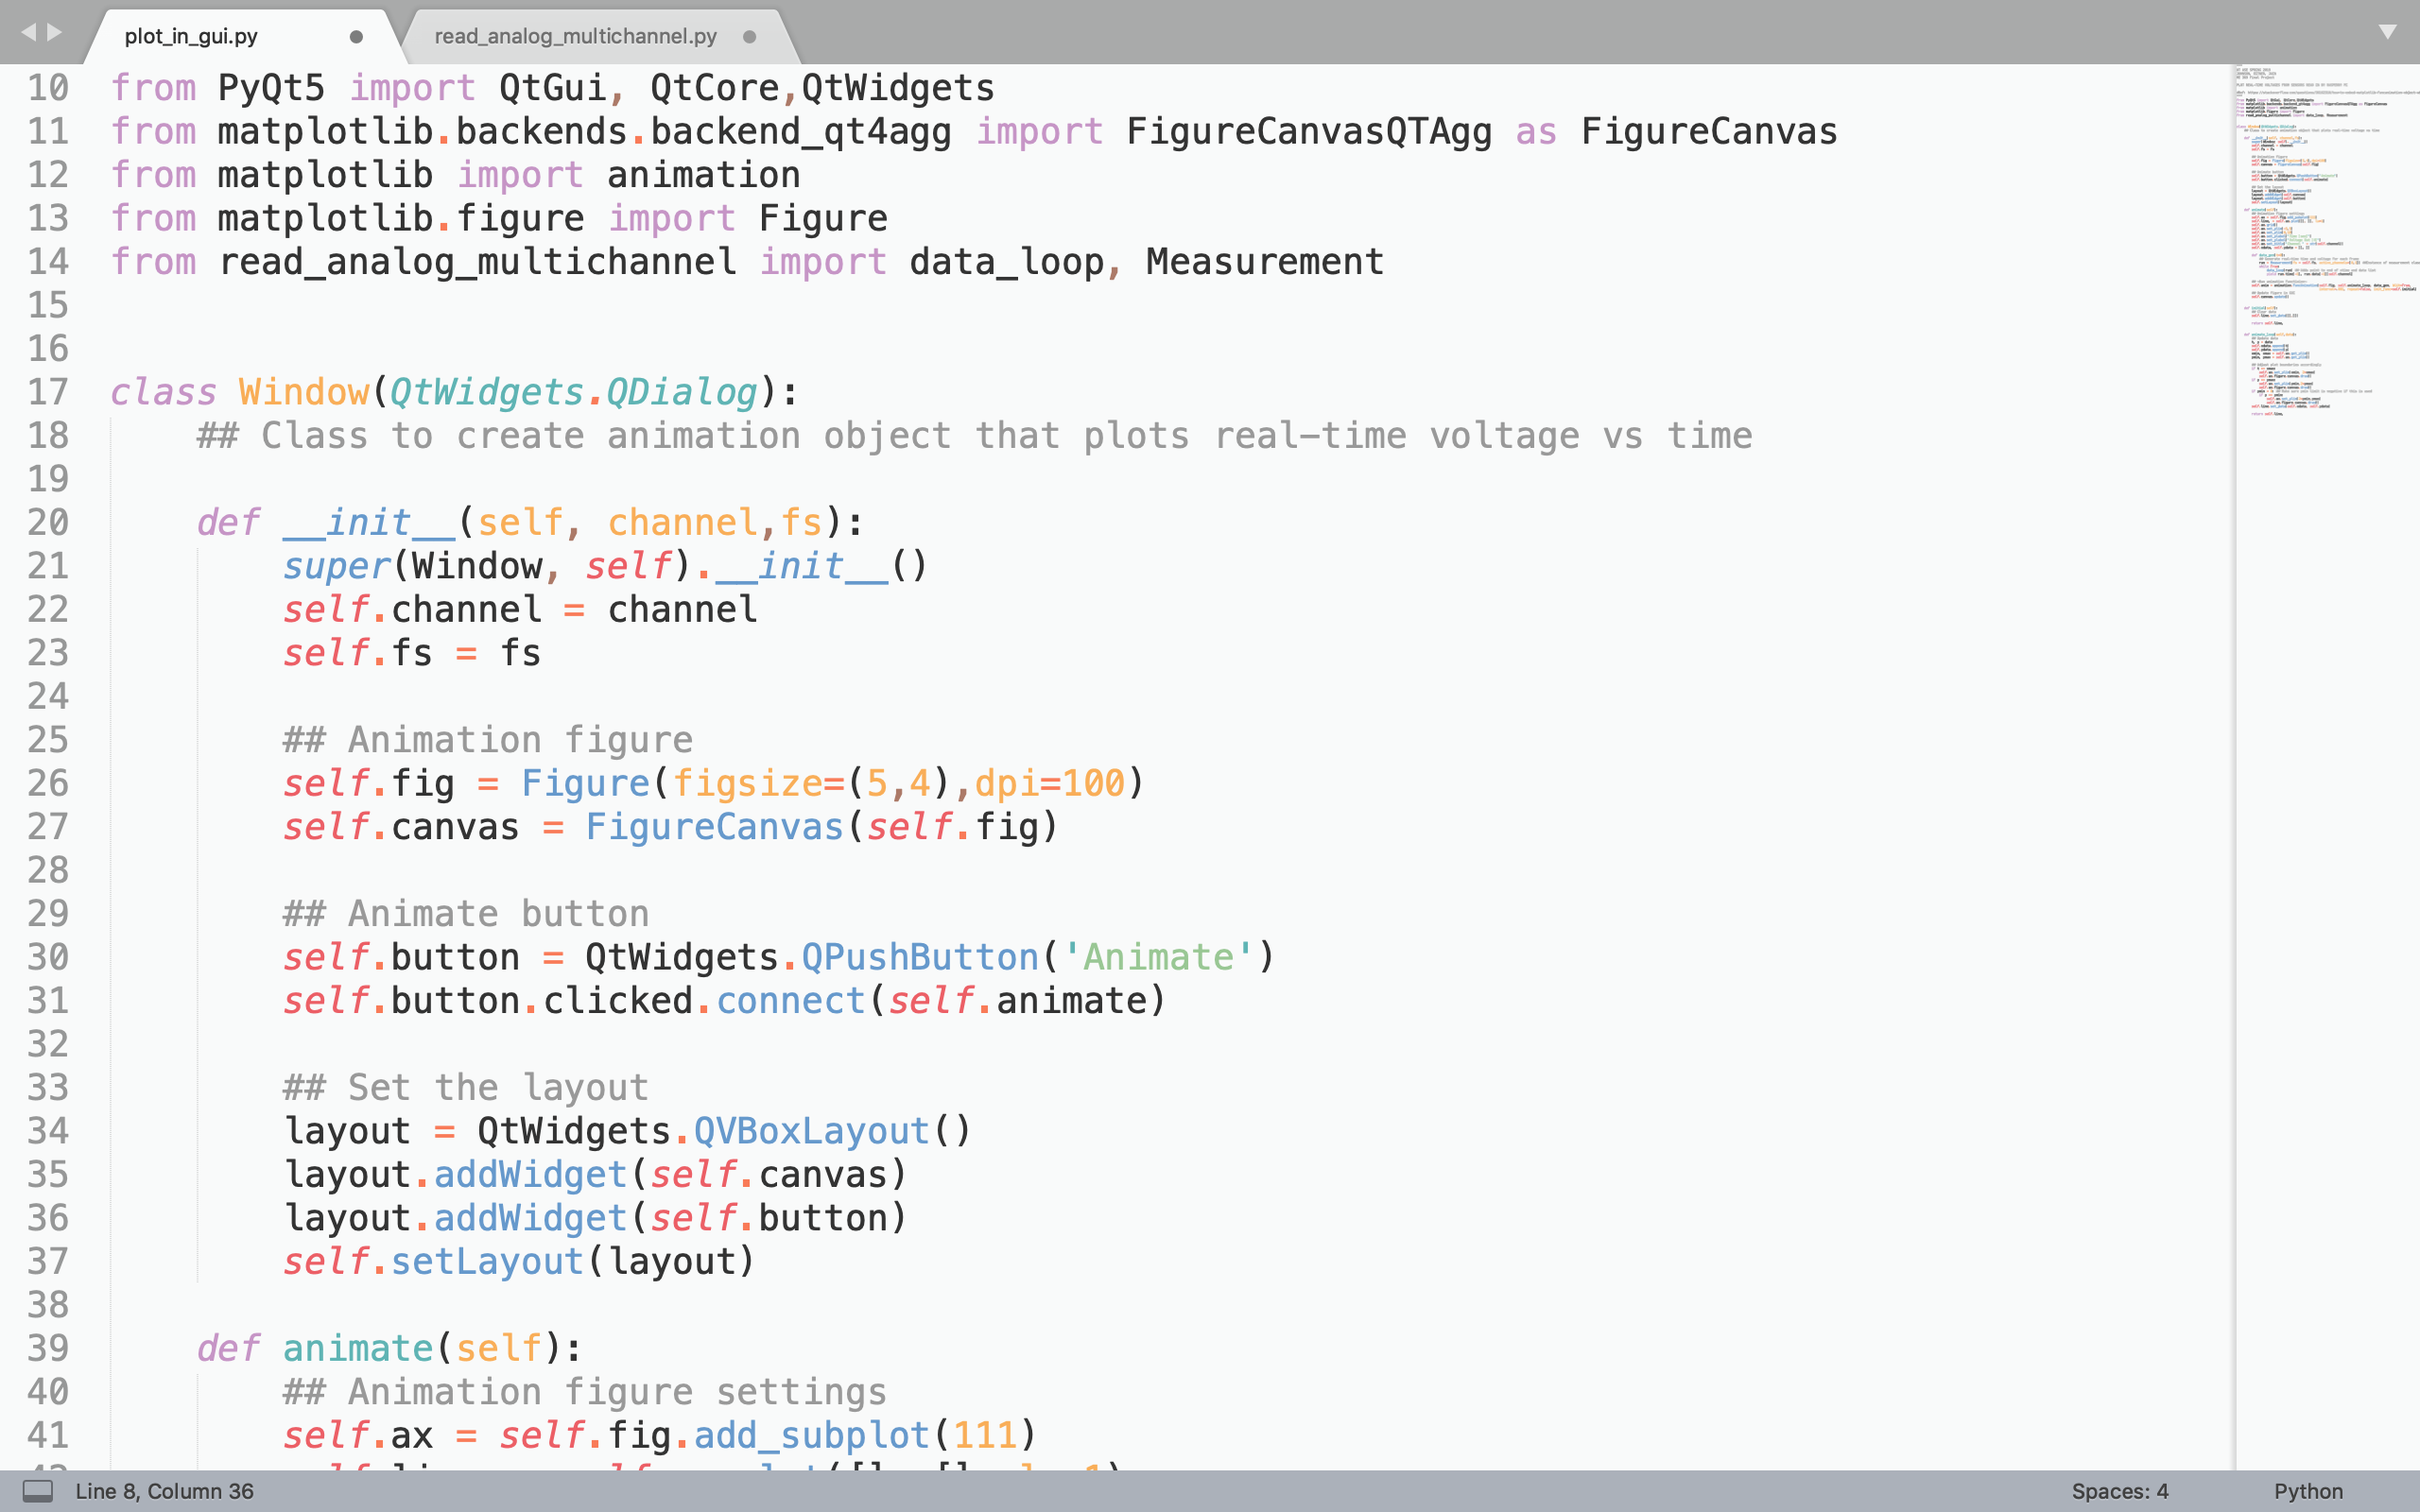 plot_in_gui.py
read_analog_multichannel.py
10 from PyQt5 import QtGui, QtCore,QtWidgets
11 from matplotlib.backends.backend_qt4agg import FigureCanvasQTAgg as FigureCanvas
12 from matplotlib import animation
13 from matplotlib.figure import Figure
14 from read_analog_multichannel import data_loop, Measurement
15
16
17 class Window(QtWidgets.QDialog):
18     ## Class to create animation object that plots real-time voltage vs time
19
20     def __init__(self, channel,fs):
21         super(Window, self).__init__()
22         self.channel = channel
23         self.fs = fs
24
25         ## Animation figure
26         self.fig = Figure(figsize=(5,4),dpi=100)
27         self.canvas = FigureCanvas(self.fig)
28
29         ## Animate button
30         self.button = QtWidgets.QPushButton('Animate')
31         self.button.clicked.connect(self.animate)
32
33         ## Set the layout
34         layout = QtWidgets.QVBoxLayout()
35         layout.addWidget(self.canvas)
36         layout.addWidget(self.button)
37         self.setLayout(layout)
38
39     def animate(self):
40         ## Animation figure settings
41         self.ax = self.fig.add_subplot(111)
Line 8, Column 36
Spaces: 4
Python